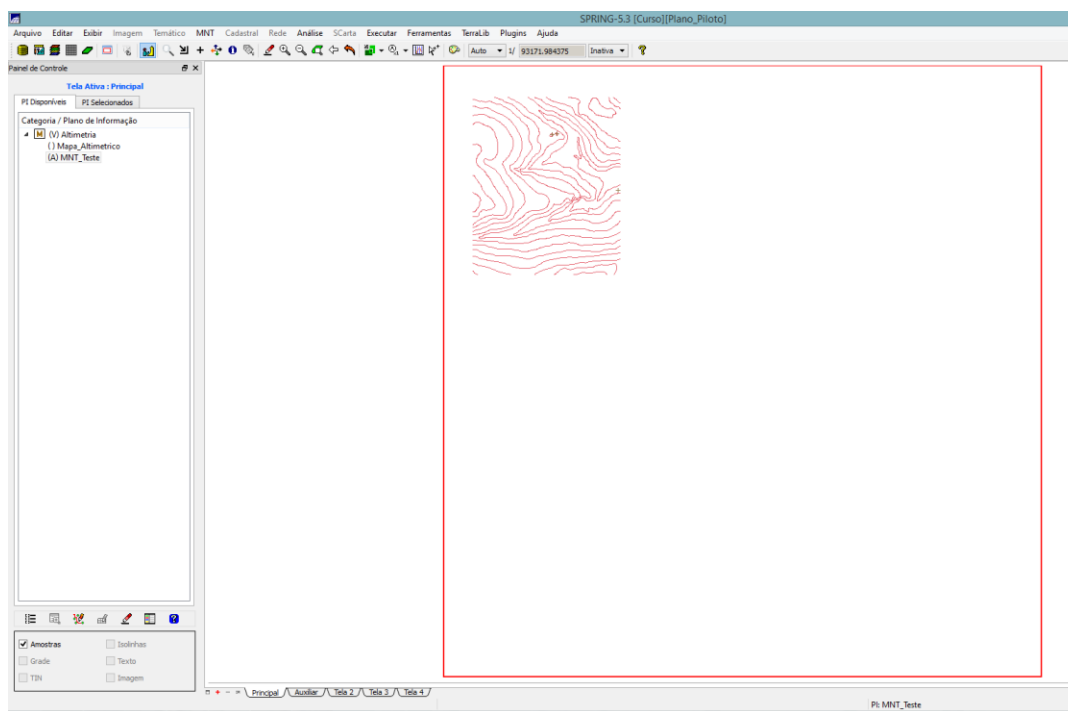 SPRING-5.3 [Curso][Plano_Piloto]
Arquivo Editar Exibir Imagem Temático MNT Cadastral Rede Análise SCarta Executar Ferramentas TerraLib Plugins Ajuda
Auto 1/ 93171.984375 Inativa
Painel de Controle
Tela Ativa : Principal
PI Disponíveis PI Selecionados
Categoria / Plano de Informação
M (V) Altimetria
( ) Mapa_Altimetrico
(A) MNT_Teste
Amostras Isolinhas
Grade Texto
TIN Imagem
Principal Auxiliar Tela 2 Tela 3 Tela 4
PI: MNT_Teste